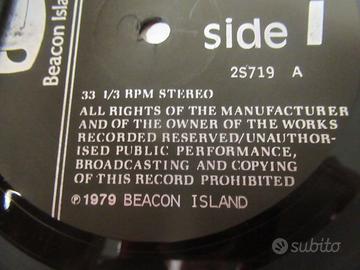 Beacon Isla
side 1
2S719 A
33 1/3 RPM STEREO
ALL RIGHTS OF THE MANUFACTURER
AND OF THE OWNER OF THE WORKS
RECORDED RESERVED/UNAUTHOR-
ISED PUBLIC PERFORMANCE,
BROADCASTING AND COPYING
OF THIS RECORD PROHIBITED
℗1979 BEACON ISLAND
subito